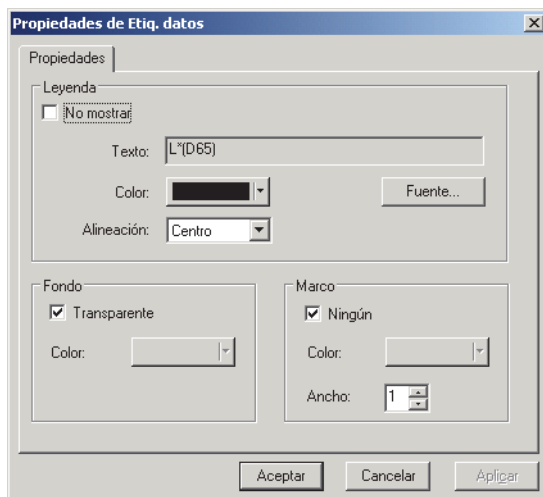 Propiedades de Etiq. datos
Propiedades
Leyenda
No mostrar
Texto: L*(D65)
Color: Fuente...
Alineación: Centro
Fondo
Transparente
Color:
Marco
Ningún
Color:
Ancho: 1
Aceptar Cancelar Aplicar